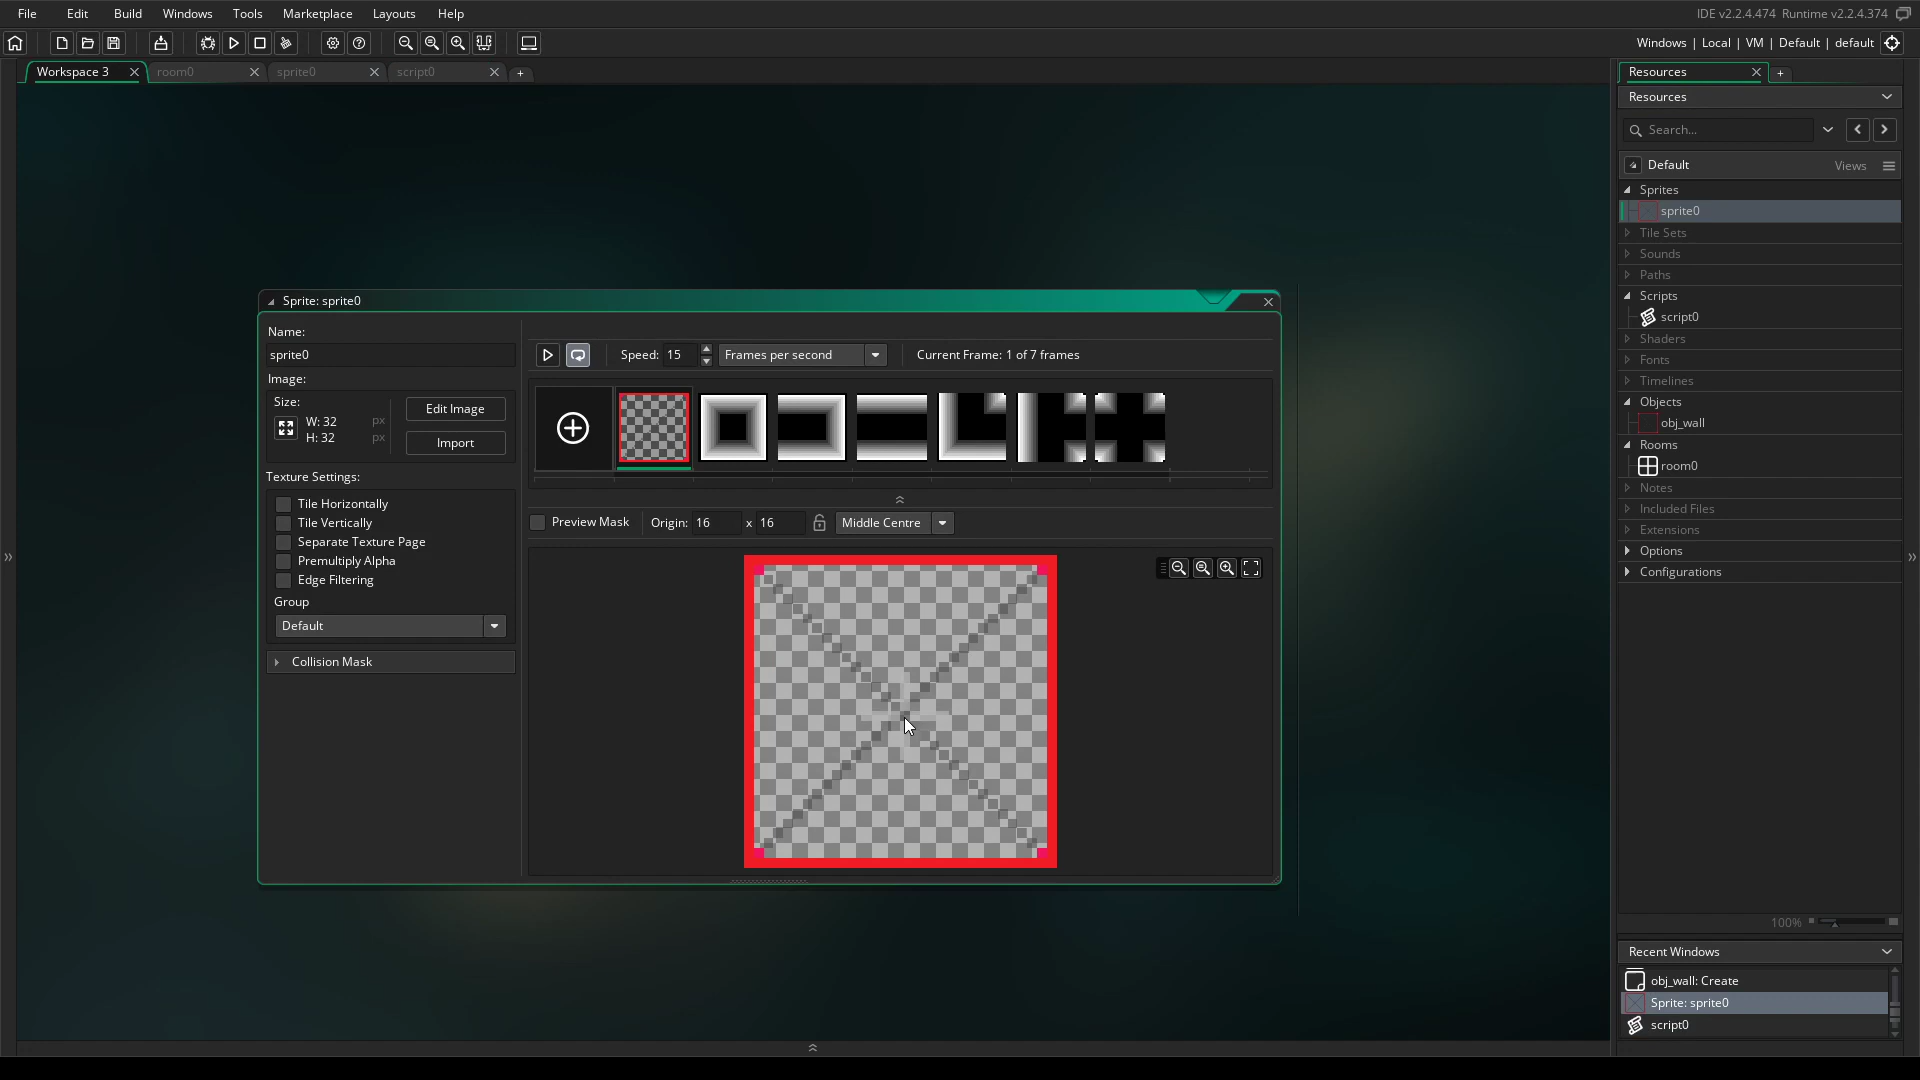 File Edit Build Windows Tools Marketplace Layouts Help
IDE v2.2.4.474 Runtime v2.2.4.374
Windows | Local | VM | Default | default
Workspace 3 room0 sprite0 script0
Resources
Resources
Search...
Default Views
Sprites
sprite0
Tile Sets
Sounds
Paths
Scripts
script0
Shaders
Fonts
Timelines
Objects
obj_wall
Rooms
room0
Notes
Included Files
Extensions
Options
Configurations
100%
Recent Windows
obj_wall: Create
Sprite: sprite0
script0
Sprite: sprite0
Name:
sprite0
Image:
Size:
W: 32 px
H: 32 px
Edit Image
Import
Texture Settings:
Tile Horizontally
Tile Vertically
Separate Texture Page
Premultiply Alpha
Edge Filtering
Group
Default
Collision Mask
Speed: 15 Frames per second Current Frame: 1 of 7 frames
Preview Mask Origin: 16 x 16 Middle Centre